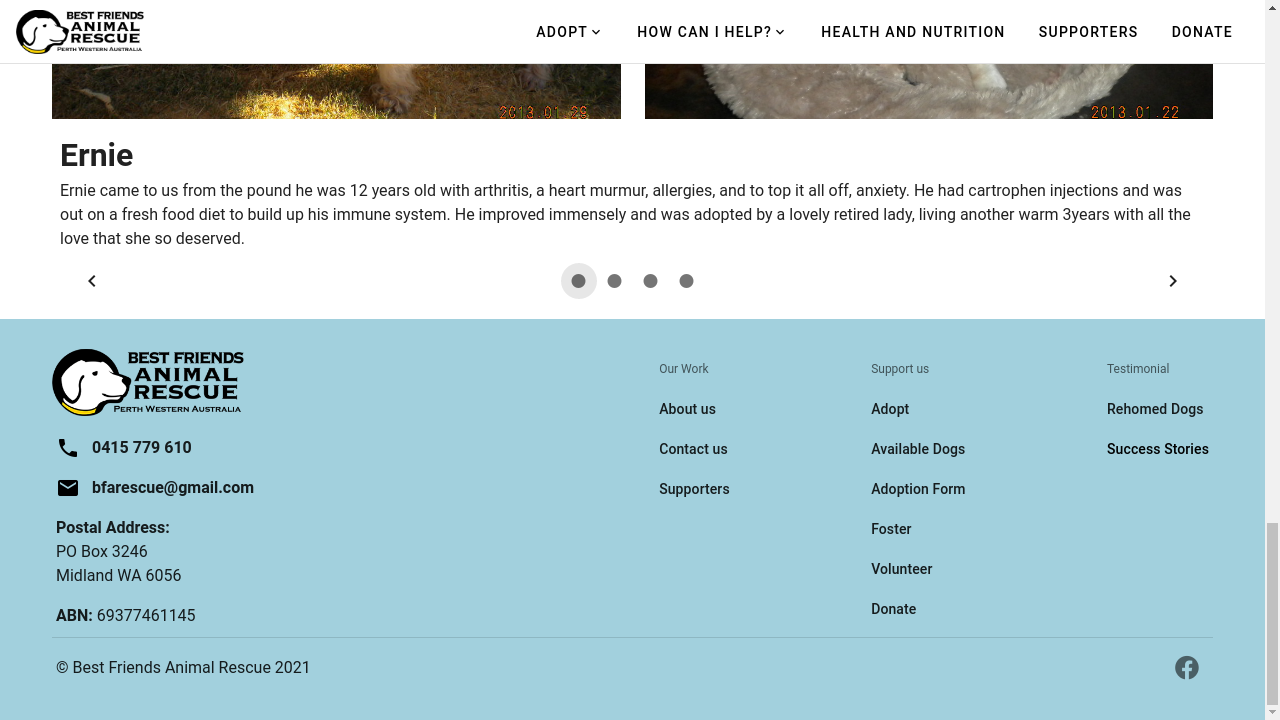 BEST FRIENDS
ANIMAL
RESCUE
PERTH WESTERN AUSTRALIA
ADOPT
HOW CAN I HELP?
HEALTH AND NUTRITION
SUPPORTERS
DONATE
2013.01.26
2013.01.22
Ernie
Ernie came to us from the pound he was 12 years old with arthritis, a heart murmur, allergies, and to top it all off, anxiety. He had cartrophen injections and was
out on a fresh food diet to build up his immune system. He improved immensely and was adopted by a lovely retired lady, living another warm 3years with all the
love that she so deserved.
BEST FRIENDS
ANIMAL
RESCUE
PERTH WESTERN AUSTRALIA
0415 779 610
bfarescue@gmail.com
Postal Address:
PO Box 3246
Midland WA 6056
ABN: 69377461145
Our Work
About us
Contact us
Supporters
Support us
Adopt
Available Dogs
Adoption Form
Foster
Volunteer
Donate
Testimonial
Rehomed Dogs
Success Stories
© Best Friends Animal Rescue 2021